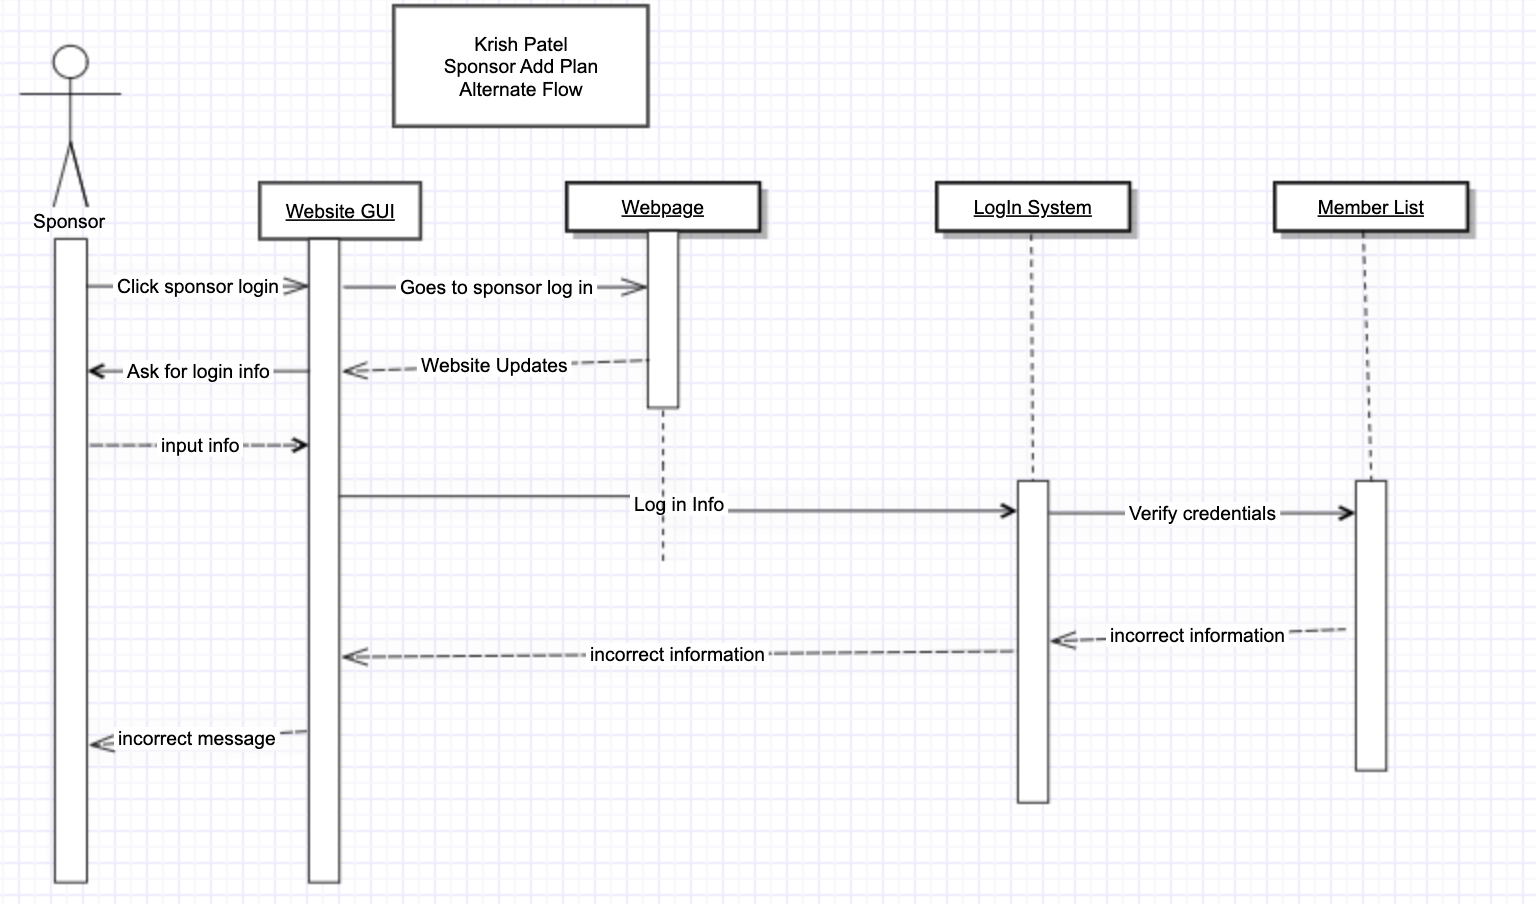 Krish Patel
Sponsor Add Plan
Alternate Flow
Sponsor
Website GUI
Webpage
LogIn System
Member List
Click sponsor login
Goes to sponsor log in
Website Updates
Ask for login info
input info
Log in Info
Verify credentials
incorrect information
incorrect information
incorrect message